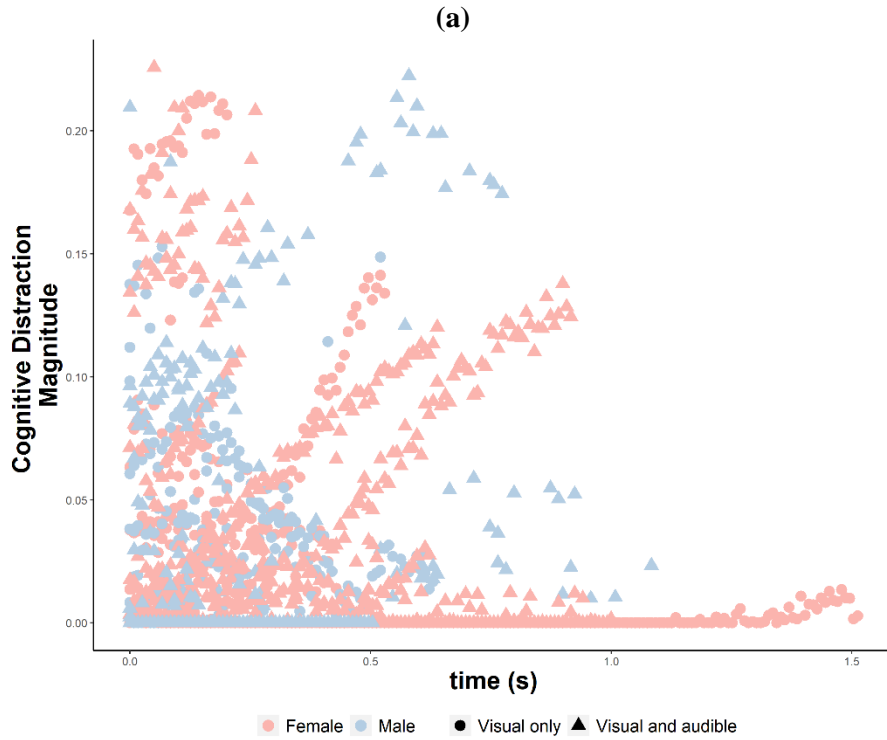 (a)
0.20
0.15
0.10
0.05
0.00
Cognitive Distraction
Magnitude
0.0 0.5 1.0 1.5
time (s)
Female Male Visual only Visual and audible